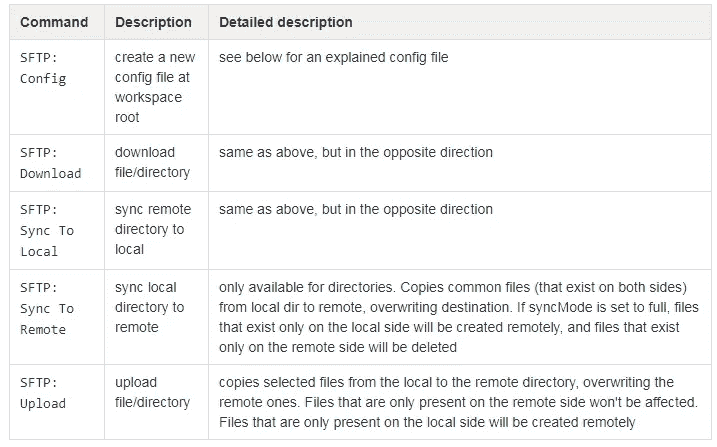 Command Description Detailed description
SFTP: create a new see below for an explained config file
Config config file at
workspace
root
SFTP: download same as above, but in the opposite direction
Download file/directory
SFTP: sync remote same as above, but in the opposite direction
Sync To directory to
Local local
SFTP: sync local only available for directories. Copies common files (that exist on both sides)
Sync To directory to from local dir to remote, overwriting destination. If syncMode is set to full, files
Remote remote that exist only on the local side will be created remotely, and files that exist
only on the remote side will be deleted
SFTP: upload copies selected files from the local to the remote directory, overwriting the
Upload file/directory remote ones. Files that are only present on the remote side won't be affected.
Files that are only present on the local side will be created remotely